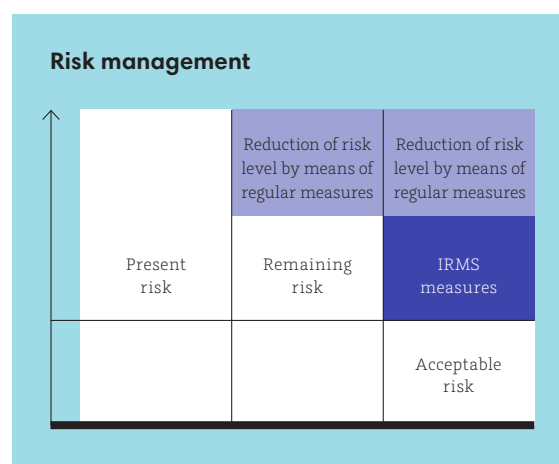 Risk management
Reduction of risk
level by means of
regular measures
Reduction of risk
level by means of
regular measures
Present
risk
Remaining
risk
IRMS
measures
Acceptable
risk